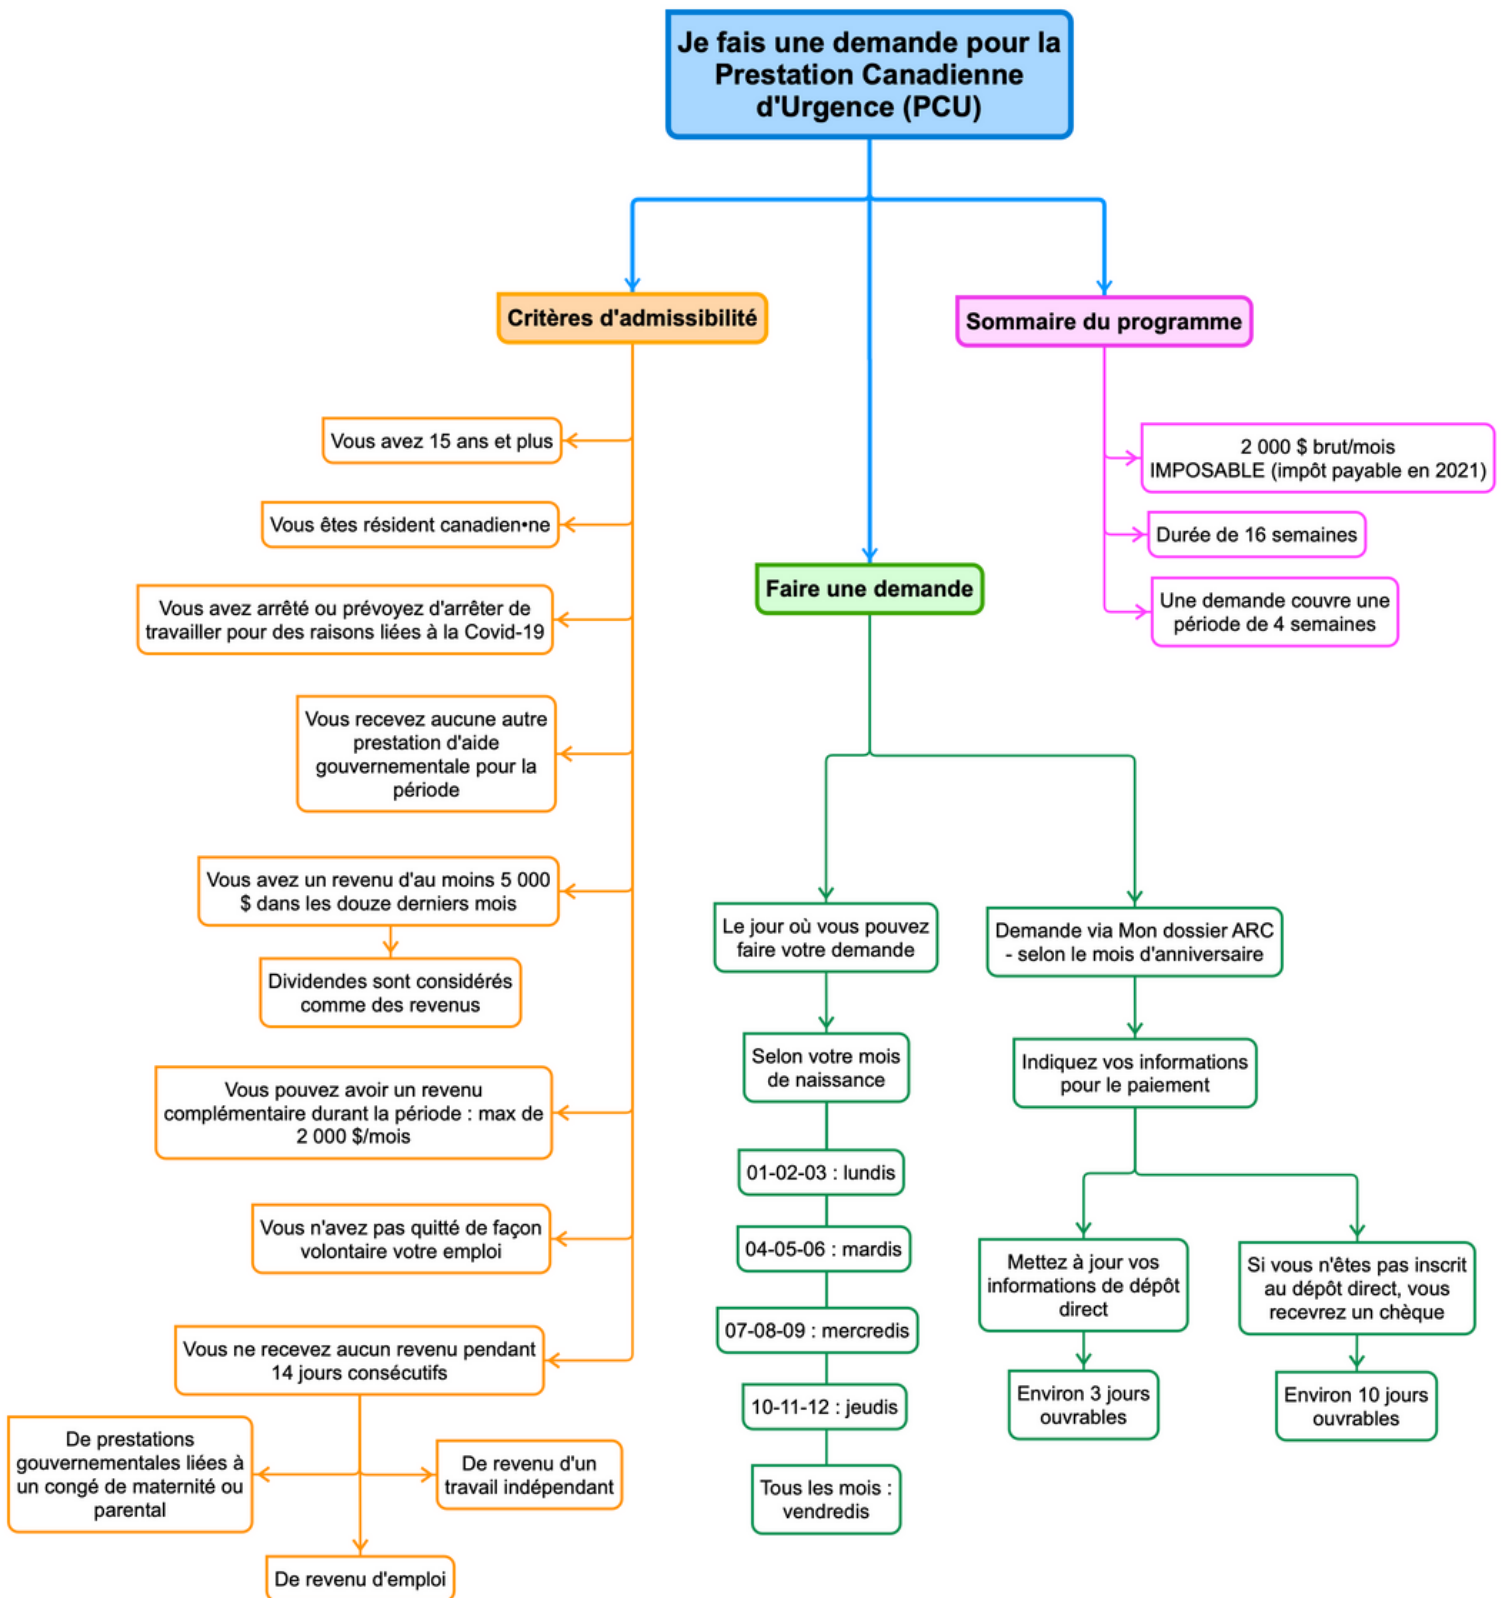 Je fais une demande pour la
Prestation Canadienne
d'Urgence (PCU)
Critères d'admissibilité
Vous avez 15 ans et plus
Vous êtes résident canadien•ne
Vous avez arrêté ou prévoyez d'arrêter de
travailler pour des raisons liées à la Covid-19
Vous recevez aucune autre
prestation d'aide
gouvernementale pour la
période
Vous avez un revenu d'au moins 5 000
$ dans les douze derniers mois
Dividendes sont considérés
comme des revenus
Vous pouvez avoir un revenu
complémentaire durant la période : max de
2 000 $/mois
Vous n'avez pas quitté de façon
volontaire votre emploi
Vous ne recevez aucun revenu pendant
14 jours consécutifs
De prestations
gouvernementales liées à
un congé de maternité ou
parental
De revenu d'un
travail indépendant
De revenu d'emploi
Faire une demande
Le jour où vous pouvez
faire votre demande
Selon votre mois
de naissance
01-02-03 : lundis
04-05-06 : mardis
07-08-09 : mercredis
10-11-12 : jeudis
Tous les mois :
vendredis
Demande via Mon dossier ARC
- selon le mois d'anniversaire
Indiquez vos informations
pour le paiement
Mettez à jour vos
informations de dépôt
direct
Environ 3 jours
ouvrables
Si vous n'êtes pas inscrit
au dépôt direct, vous
recevrez un chèque
Environ 10 jours
ouvrables
Sommaire du programme
2 000 $ brut/mois
IMPOSABLE (impôt payable en 2021)
Durée de 16 semaines
Une demande couvre une
période de 4 semaines